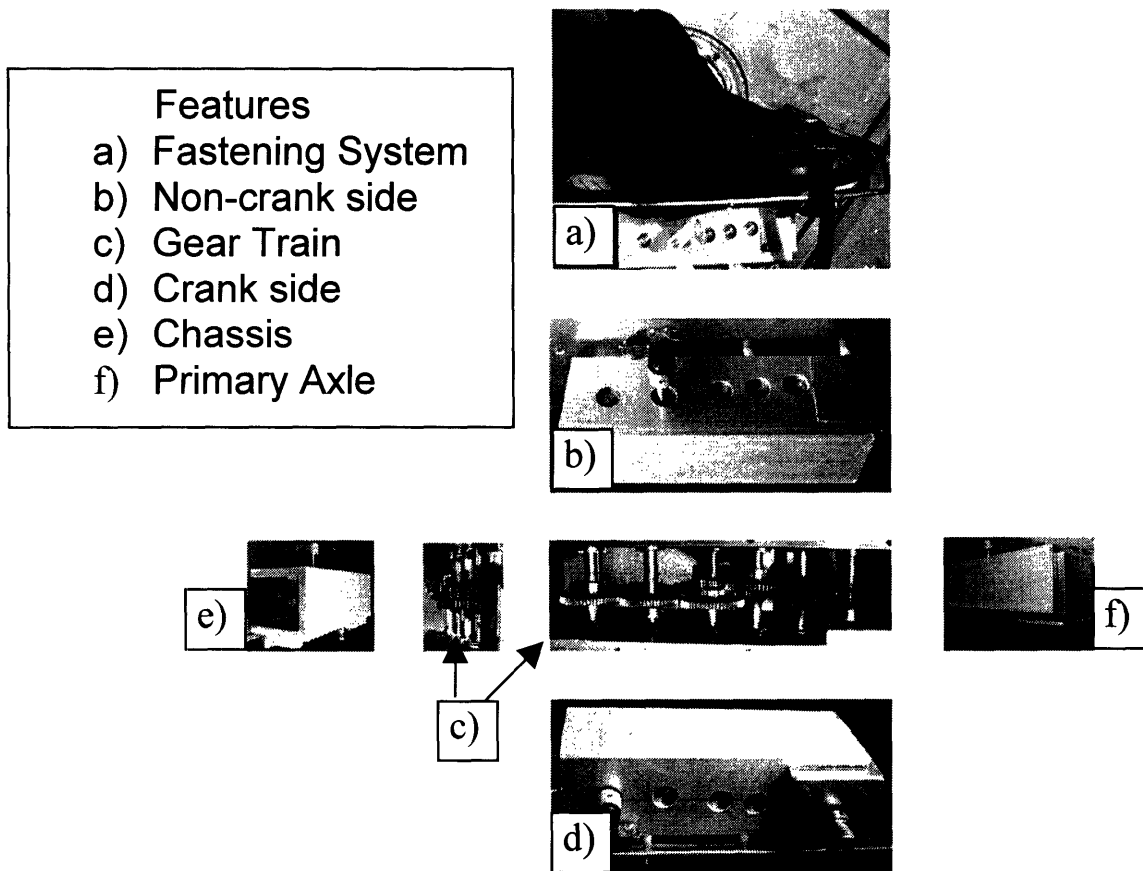 Features
a) Fastening System
b) Non-crank side
c) Gear Train
d) Crank side
e) Chassis
f) Primary Axle
a)
b)
e)
f)
c)
d)